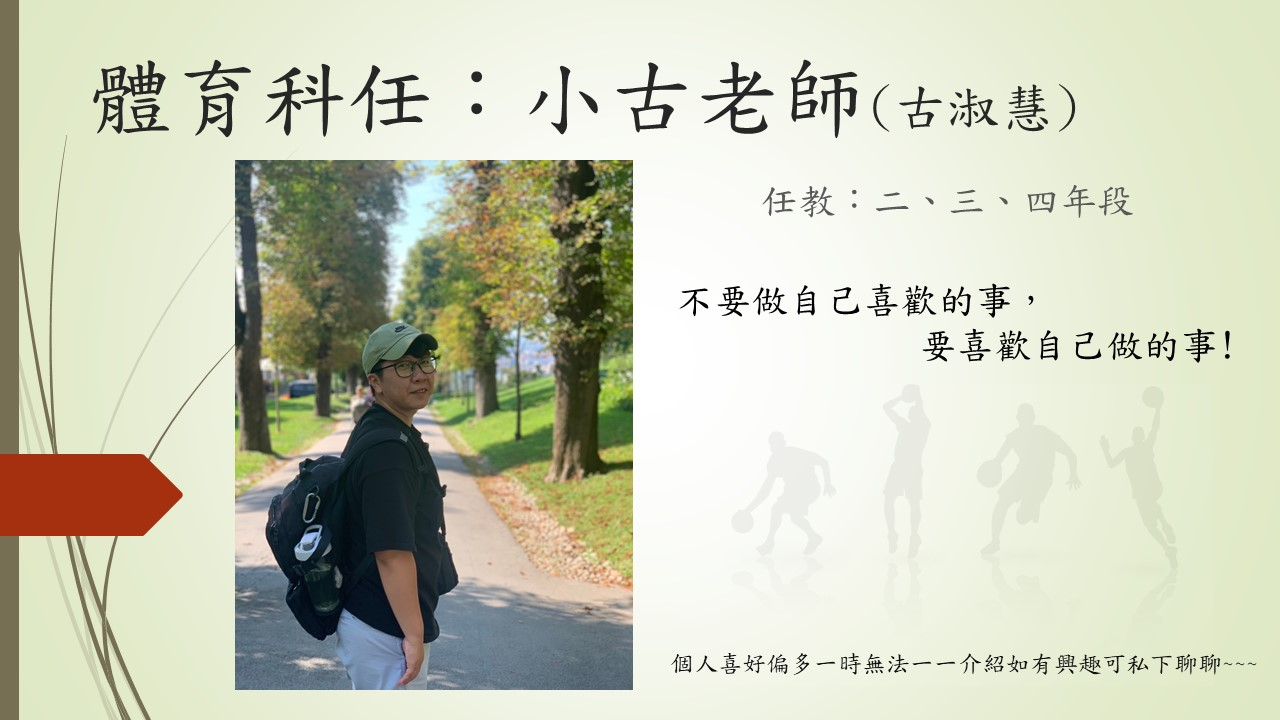 體育科任：小古老師(古淑慧)
任教：二、三、四年段
不要做自己喜歡的事，
要喜歡自己做的事!
個人喜好偏多一時無法一一介紹如有興趣可私下聊聊~~~